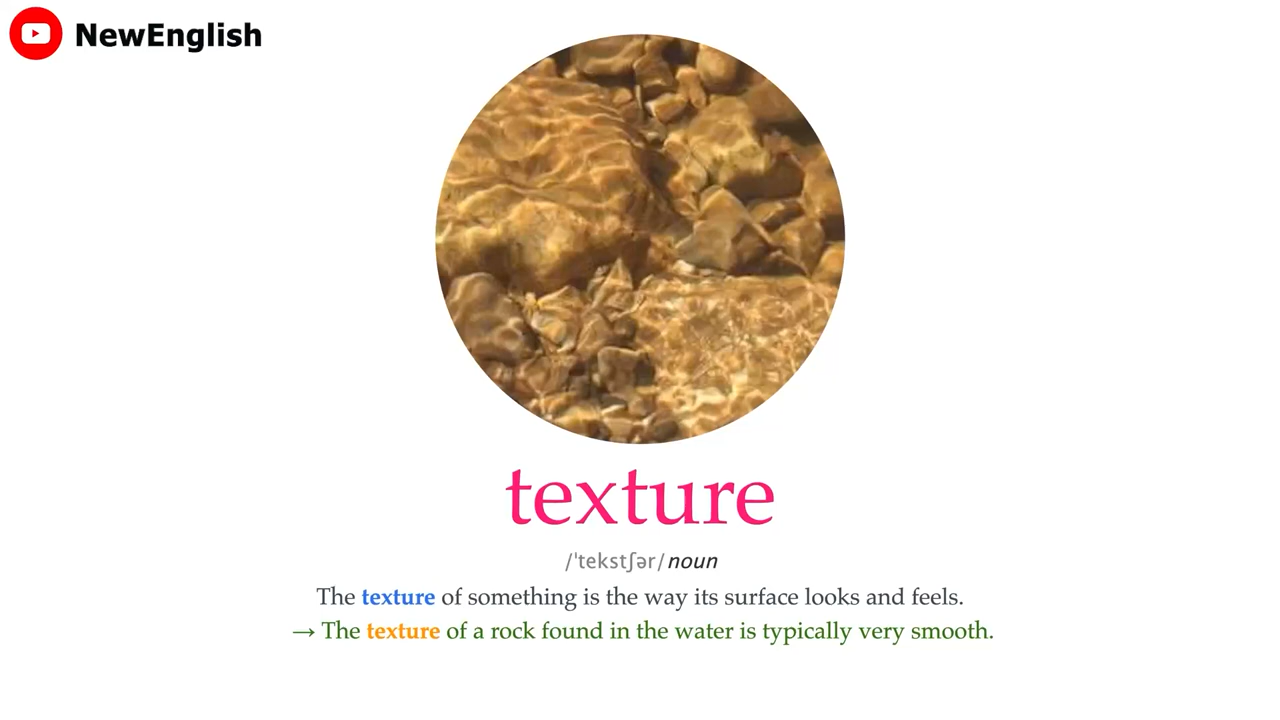 NewEnglish
texture
/ˈtekstʃər/ noun
The texture of something is the way its surface looks and feels.
→ The texture of a rock found in the water is typically very smooth.